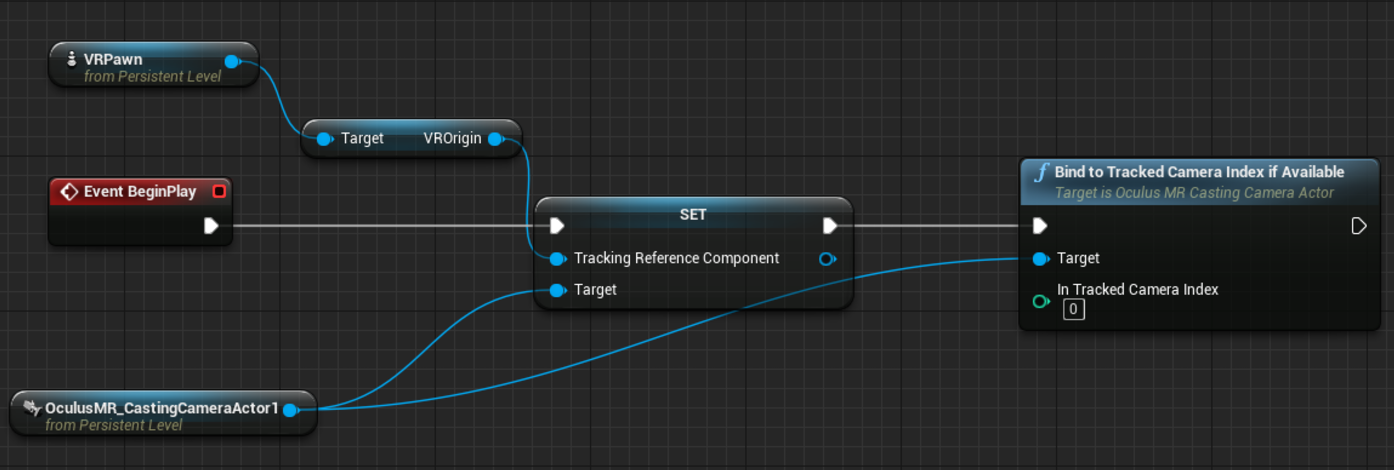 VRPawn
from Persistent Level
Target VROrigin
Event BeginPlay
SET
Tracking Reference Component
Target
Bind to Tracked Camera Index if Available
Target is Oculus MR Casting Camera Actor
Target
In Tracked Camera Index
0
OculusMR_CastingCameraActor1
from Persistent Level